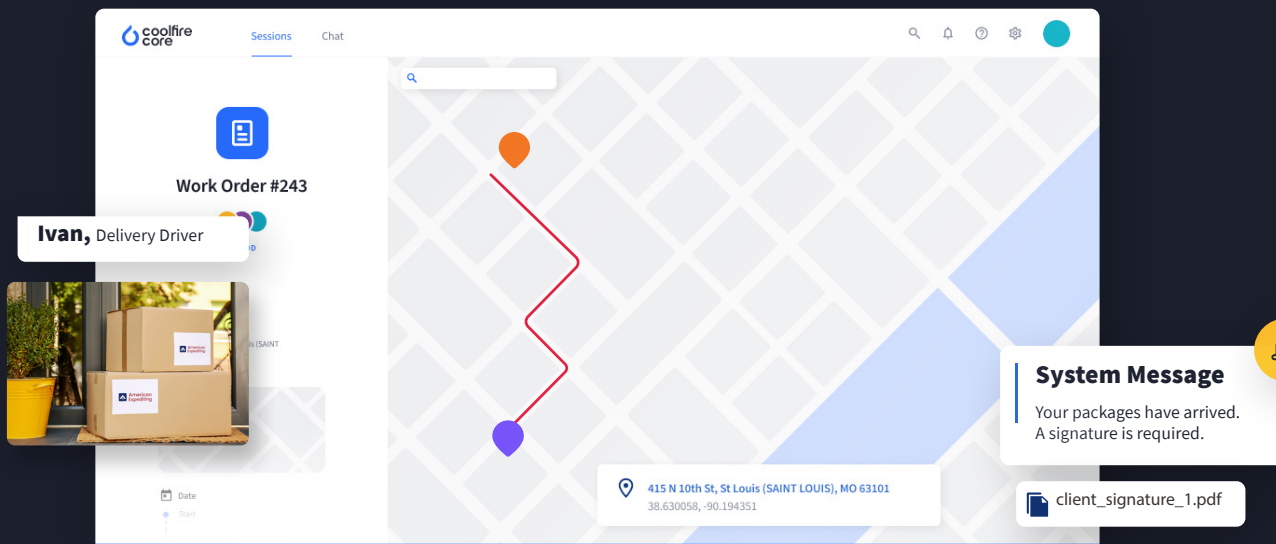 coolfire
core
Sessions
Chat
Work Order #243
Ivan, Delivery Driver
American
Expediting
American
Expediting
(SAINT
Date
Start
415 N 10th St, St Louis (SAINT LOUIS), MO 63101
38.630058, -90.194351
System Message
Your packages have arrived.
A signature is required.
client_signature_1.pdf